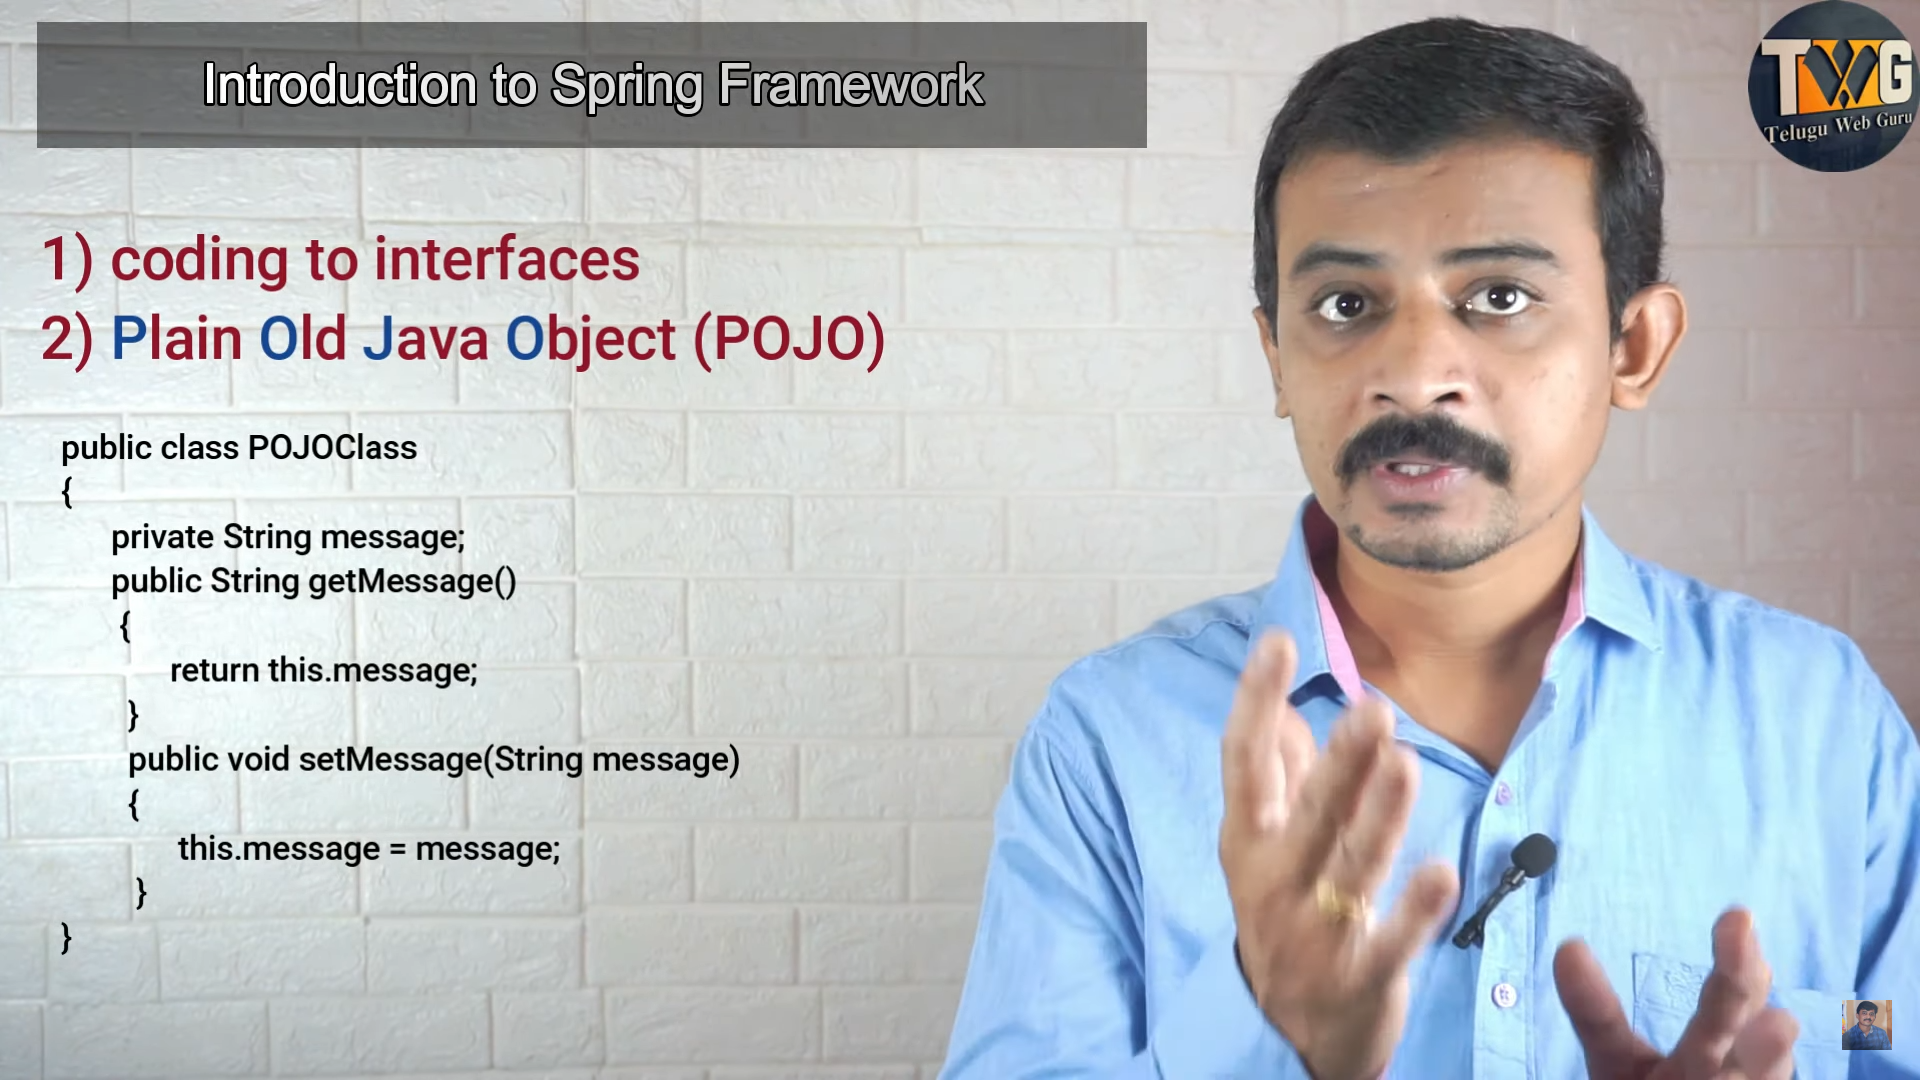 Introduction to Spring Framework
TWG
Telugu Web Guru
1) coding to interfaces
2) Plain Old Java Object (POJO)
public class POJOClass
{
private String message;
public String getMessage()
{
return this.message;
}
public void setMessage(String message)
{
this.message = message;
}
}